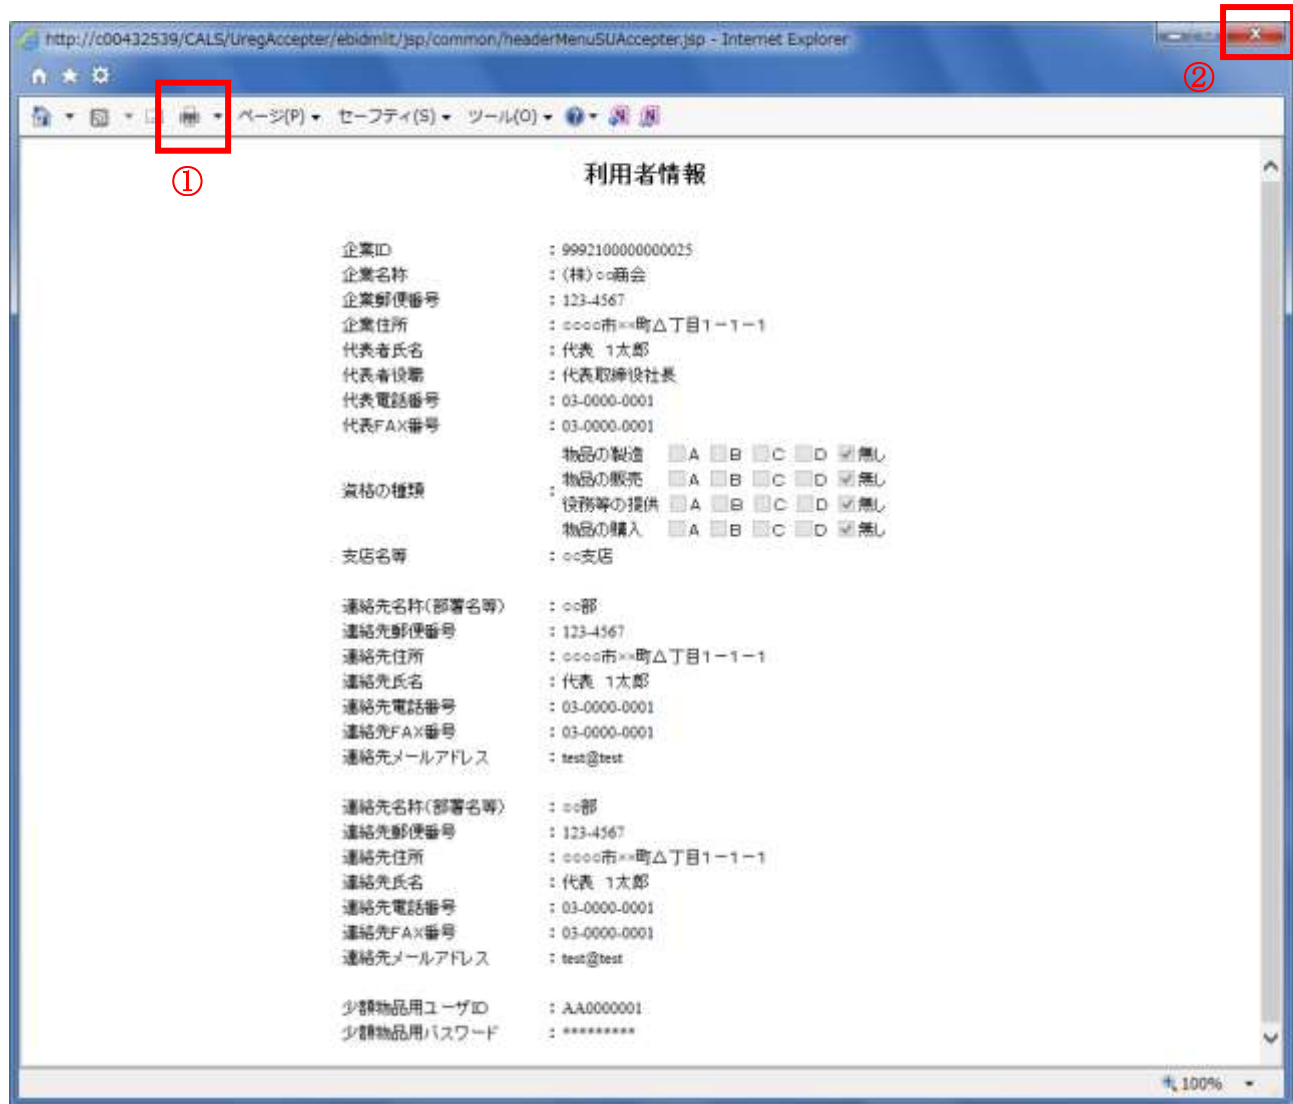 http://c00432539/CALS/UregAccepter/ebidmlit/jsp/common/headerMenuSUAccepter.jsp - Internet Explorer
②
ページ(P) セーフティ(S) ツール(O)
①
利用者情報
企業ID : 9992100000000025
企業名称 : (株)○○商会
企業郵便番号 : 123-4567
企業住所 : ○○○○市××町△丁目1-1-1
代表者氏名 : 代表 1太郎
代表者役職 : 代表取締役社長
代表電話番号 : 03-0000-0001
代表FAX番号 : 03-0000-0001
資格の種類 :
物品の製造 A B C D 無し
物品の販売 A B C D 無し
役務等の提供 A B C D 無し
物品の購入 A B C D 無し
支店名等 : ○○支店
連絡先名称(部署名等) : ○○部
連絡先郵便番号 : 123-4567
連絡先住所 : ○○○○市××町△丁目1-1-1
連絡先氏名 : 代表 1太郎
連絡先電話番号 : 03-0000-0001
連絡先FAX番号 : 03-0000-0001
連絡先メールアドレス : test@test
連絡先名称(部署名等) : ○○部
連絡先郵便番号 : 123-4567
連絡先住所 : ○○○○市××町△丁目1-1-1
連絡先氏名 : 代表 1太郎
連絡先電話番号 : 03-0000-0001
連絡先FAX番号 : 03-0000-0001
連絡先メールアドレス : test@test
少額物品用ユーザID : AA0000001
少額物品用パスワード : *********
100%